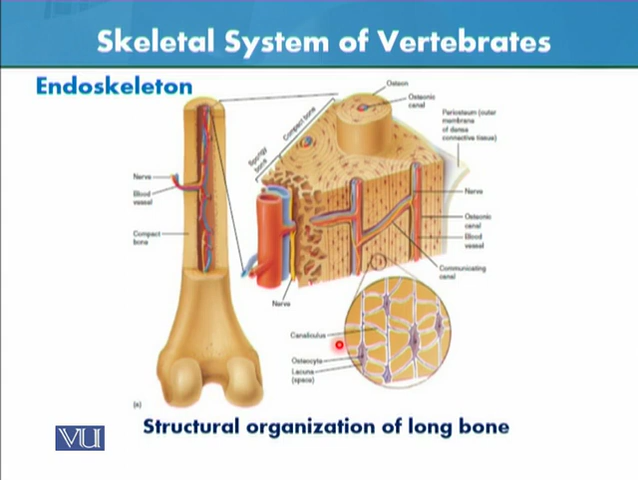 Skeletal System of Vertebrates
Endoskeleton
Osteon
Osteonic
canal
Periosteum (outer
membrane
of dense
connective tissue)
Compact bone
Spongy
bone
Nerve
Blood
vessel
Compact
bone
Nerve
Osteonic
canal
Blood
vessel
Communicating
canal
Nerve
Canaliculus
Osteocyte
Lacuna
(space)
(a)
VU
Structural organization of long bone